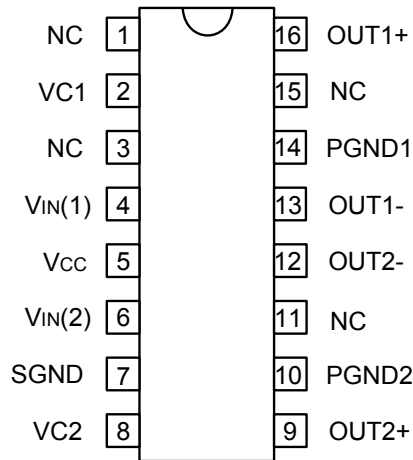 NC 1 16 OUT1+
VC1 2 15 NC
NC 3 14 PGND1
VIN(1) 4 13 OUT1-
VCC 5 12 OUT2-
VIN(2) 6 11 NC
SGND 7 10 PGND2
VC2 8 9 OUT2+